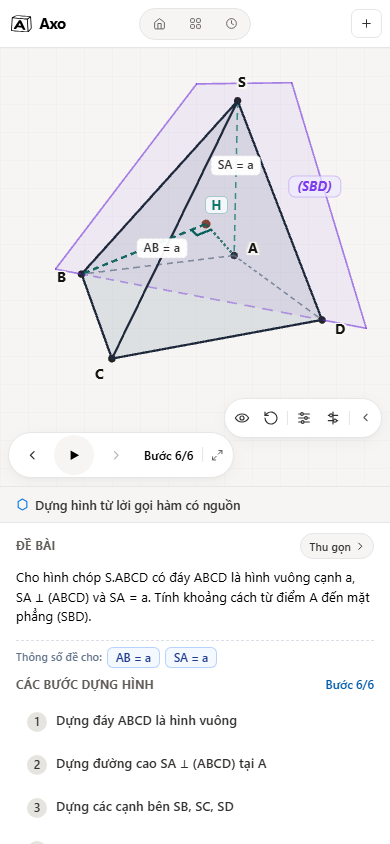 Axo
S
SA = a
(SBD)
H
AB = a
A
B
D
C
Bước 6/6
Dựng hình từ lời gọi hàm có nguồn
ĐỀ BÀI
Thu gọn
Cho hình chóp S.ABCD có đáy ABCD là hình vuông cạnh a,
SA ⊥ (ABCD) và SA = a. Tính khoảng cách từ điểm A đến mặt
phẳng (SBD).
Thông số đề cho: AB = a SA = a
CÁC BƯỚC DỰNG HÌNH
Bước 6/6
1 Dựng đáy ABCD là hình vuông
2 Dựng đường cao SA ⊥ (ABCD) tại A
3 Dựng các cạnh bên SB, SC, SD